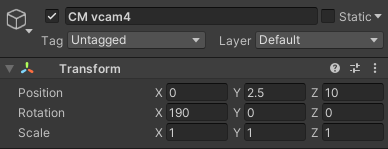 CM vcam4 Static
Tag Untagged Layer Default
Transform
Position X 0 Y 2.5 Z 10
Rotation X 190 Y 0 Z 0
Scale X 1 Y 1 Z 1